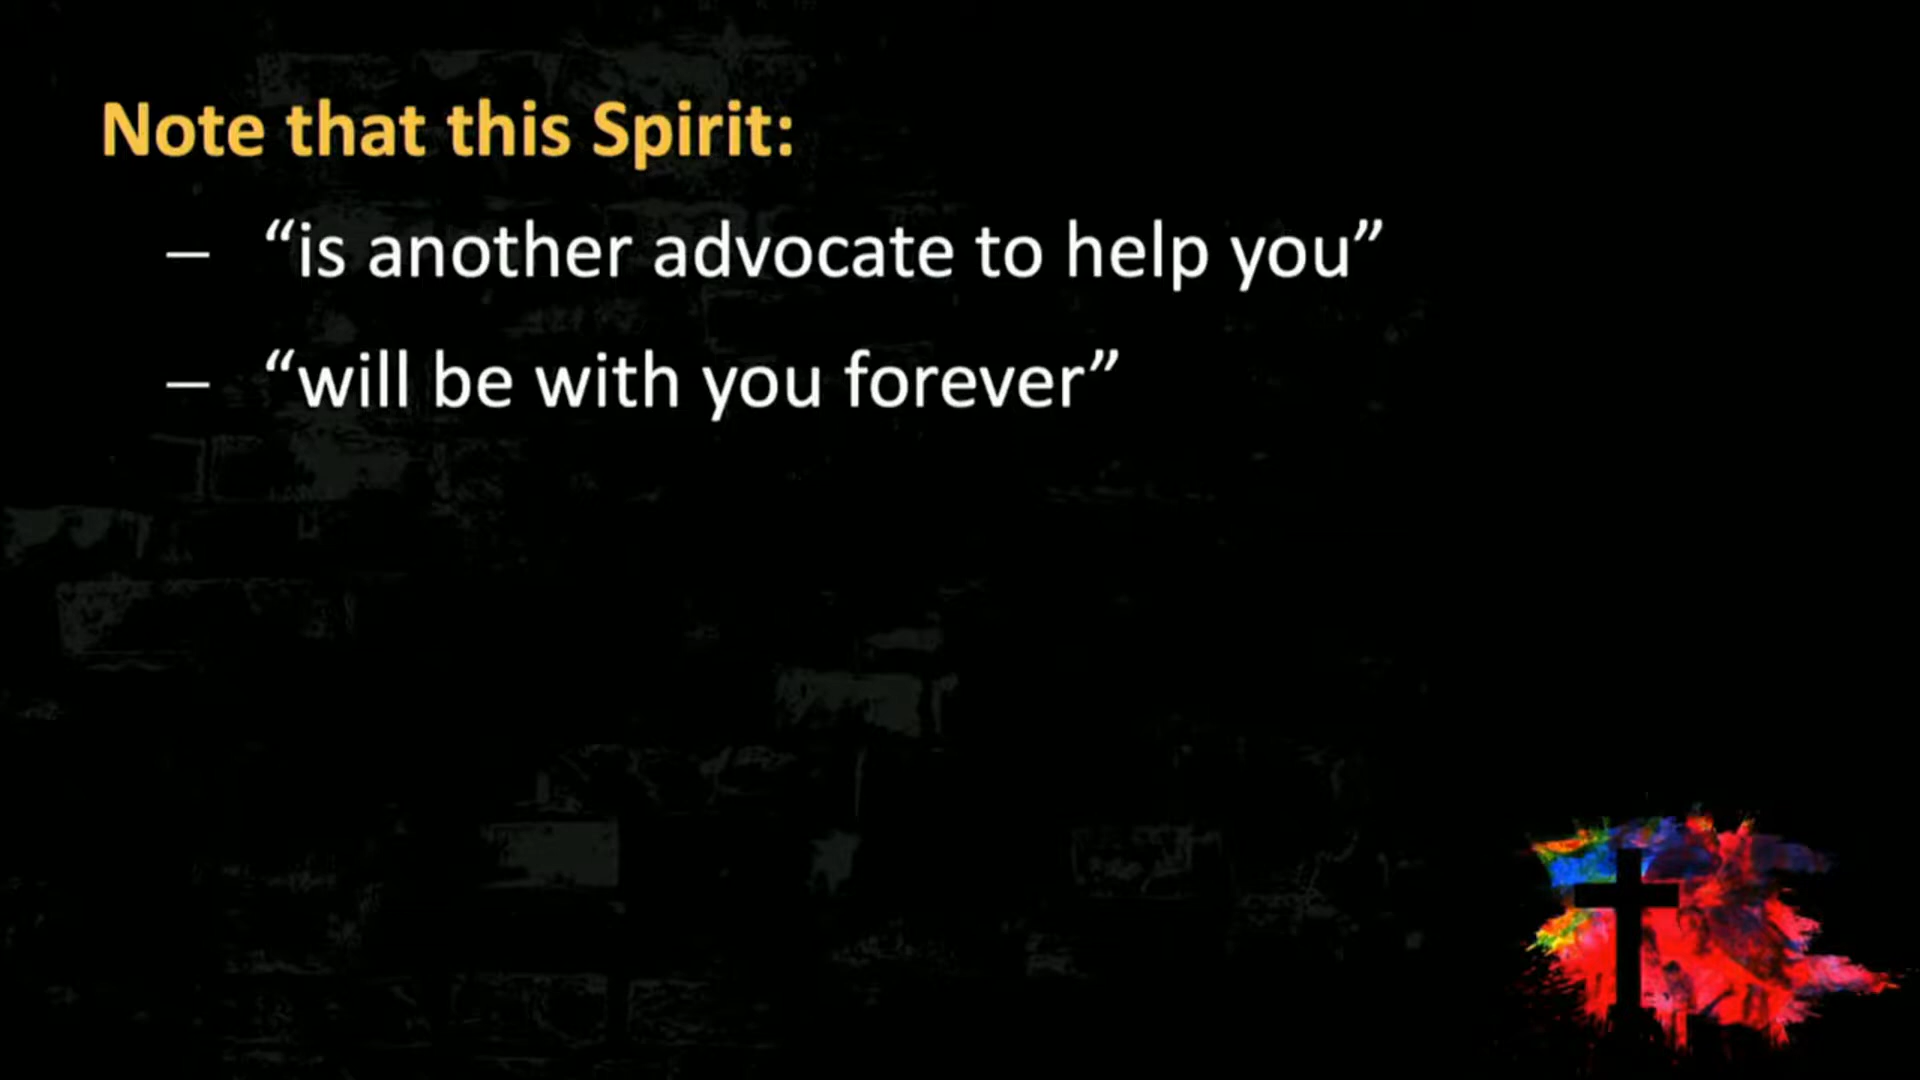 Note that this Spirit:
– “is another advocate to help you”
– “will be with you forever”